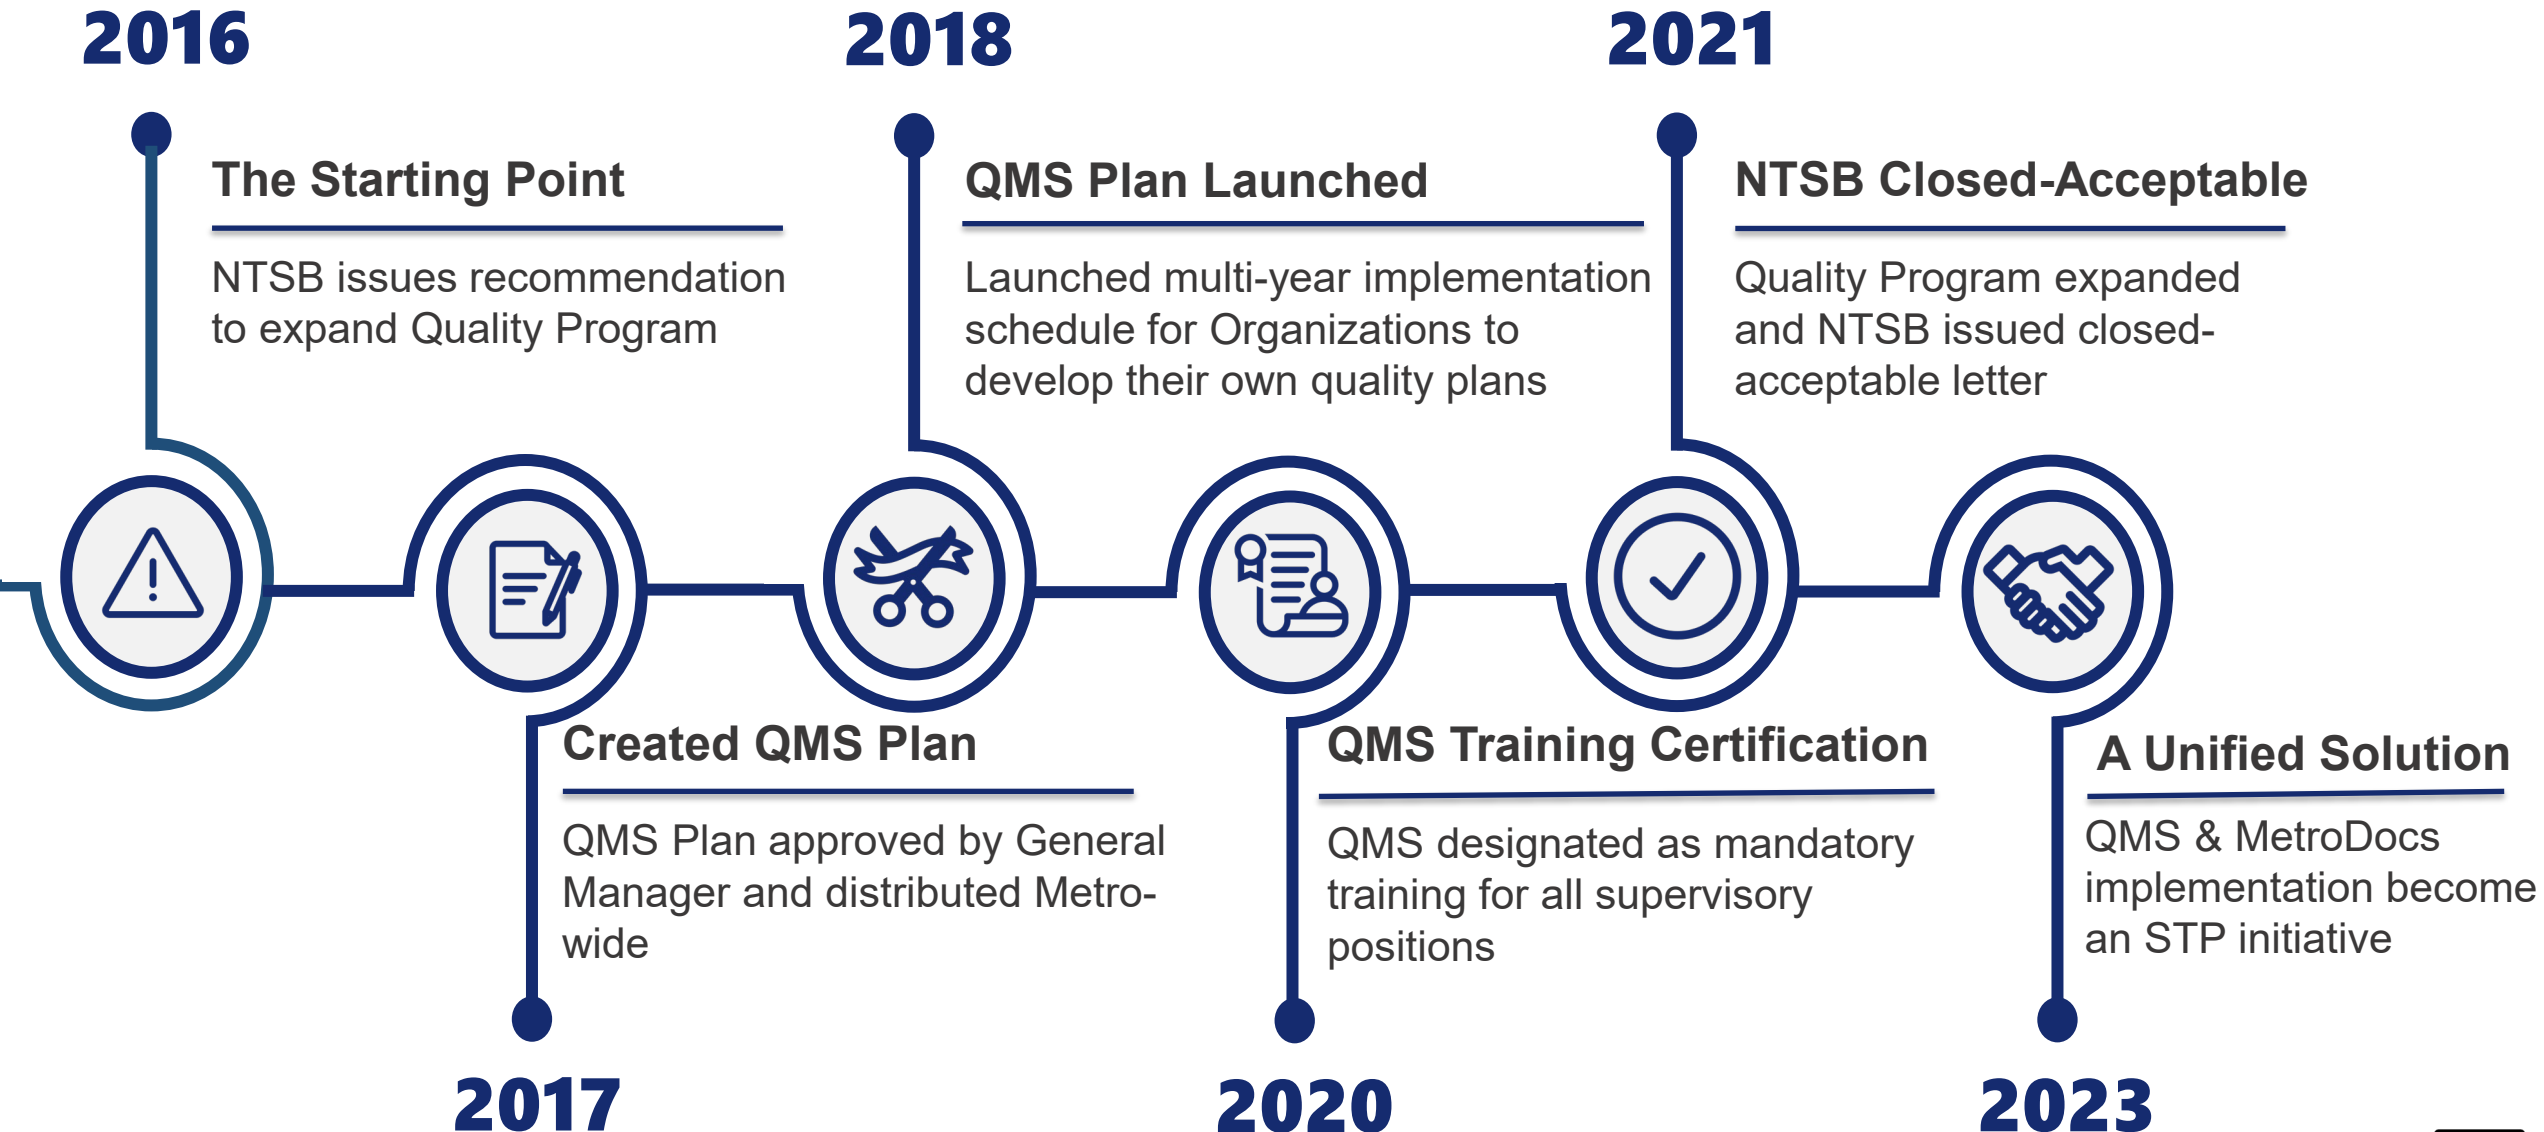 2016
The Starting Point
NTSB issues recommendation
to expand Quality Program
2017
Created QMS Plan
QMS Plan approved by General
Manager and distributed Metro-
wide
2018
QMS Plan Launched
Launched multi-year implementation
schedule for Organizations to
develop their own quality plans
2020
QMS Training Certification
QMS designated as mandatory
training for all supervisory
positions
2021
NTSB Closed-Acceptable
Quality Program expanded
and NTSB issued closed-
acceptable letter
2023
A Unified Solution
QMS & MetroDocs
implementation become
an STP initiative